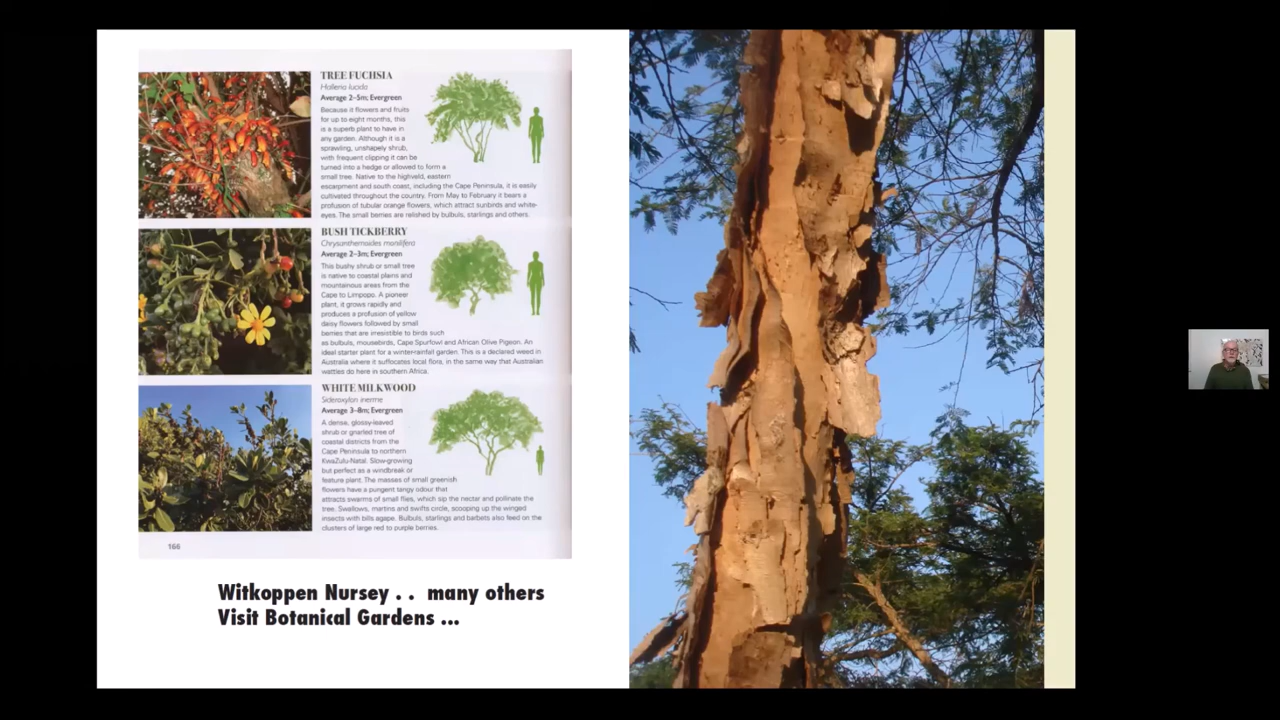 TREE FUCHSIA
Halleria lucida
Average 2–5m; Evergreen
Because it flowers and fruits
for up to eight months, this
is a superb plant to have in
any garden. Although it is a
sprawling, unshapely shrub,
with frequent clipping it can be
turned into a hedge or allowed to form a
small tree. Native to the highveld, eastern
escarpment and south coast, including the Cape Peninsula, it is easily
cultivated throughout the country. From May to February it bears a
profusion of tubular orange flowers, which attract sunbirds and white-
eyes. The small berries are relished by bulbuls, starlings and others.
BUSH TICKBERRY
Chrysanthemoides monilifera
Average 2–3m; Evergreen
This bushy shrub or small tree
is native to coastal plains and
mountainous areas from the
Cape to Limpopo. A pioneer
plant, it grows rapidly and
produces a profusion of yellow
daisy flowers followed by small
berries that are irresistible to birds such
as bulbuls, mousebirds, Cape Spurfowl and African Olive Pigeon. An
ideal starter plant for a winter-rainfall garden. This is a declared weed in
Australia where it suffocates local flora, in the same way that Australian
wattles do here in southern Africa.
WHITE MILKWOOD
Sideroxylon inerme
Average 3–8m; Evergreen
A dense, glossy-leaved
shrub or gnarled tree of
coastal districts from the
Cape Peninsula to northern
KwaZulu-Natal. Slow-growing
but perfect as a windbreak or
feature plant. The masses of small greenish
flowers have a pungent tangy odour that
attracts swarms of small flies, which sip the nectar and pollinate the
tree. Swallows, martins and swifts circle, scooping up the winged
insects with bills agape. Bulbuls, starlings and barbets also feed on the
clusters of large red to purple berries.
166
Witkoppen Nursey . . many others
Visit Botanical Gardens ...